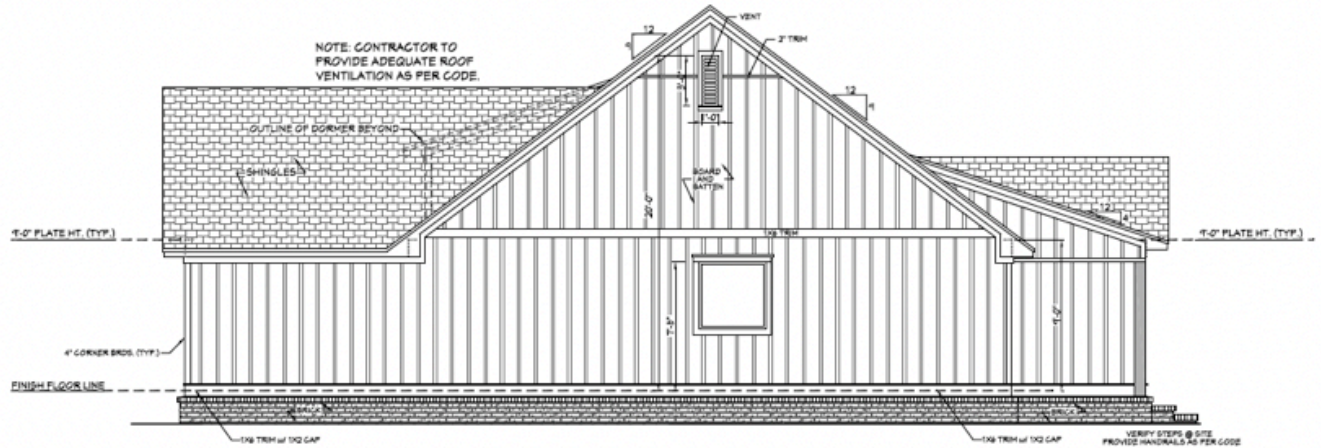 VENT
12
2" TRIM
NOTE: CONTRACTOR TO
PROVIDE ADEQUATE ROOF
VENTILATION AS PER CODE.
12
1'-0"
OUTLINE OF DORMER BEYOND
SHINGLES
BOARD
AND
BATTEN
20'-0"
12
4
9'-0" PLATE HT. (TYP.)
1X6 TRIM
9'-0" PLATE HT. (TYP.)
9'-0"
4" CORNER BRDS. (TYP.)
FINISH FLOOR LINE
BRICK
BRICK
1X6 TRIM w/ 1X2 CAP
1X6 TRIM w/ 1X2 CAP
VERIFY STEPS @ SITE
PROVIDE HANDRAILS AS PER CODE